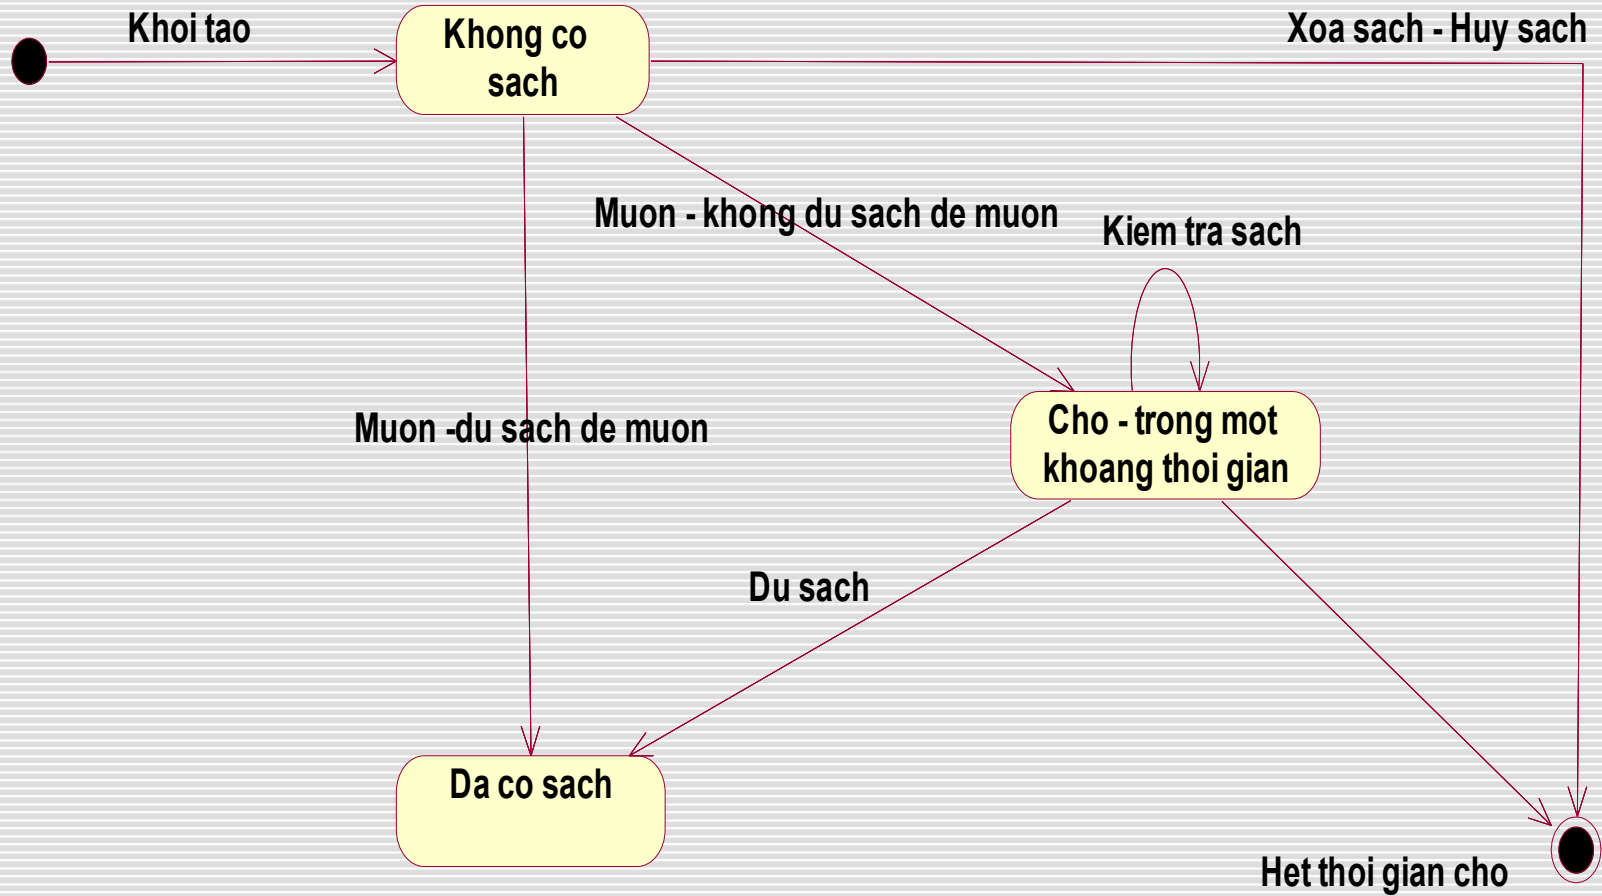 Khoi tao
Khong co
sach
Xoa sach - Huy sach
Muon - khong du sach de muon
Kiem tra sach
Muon -du sach de muon
Cho - trong mot
khoang thoi gian
Du sach
Da co sach
Het thoi gian cho